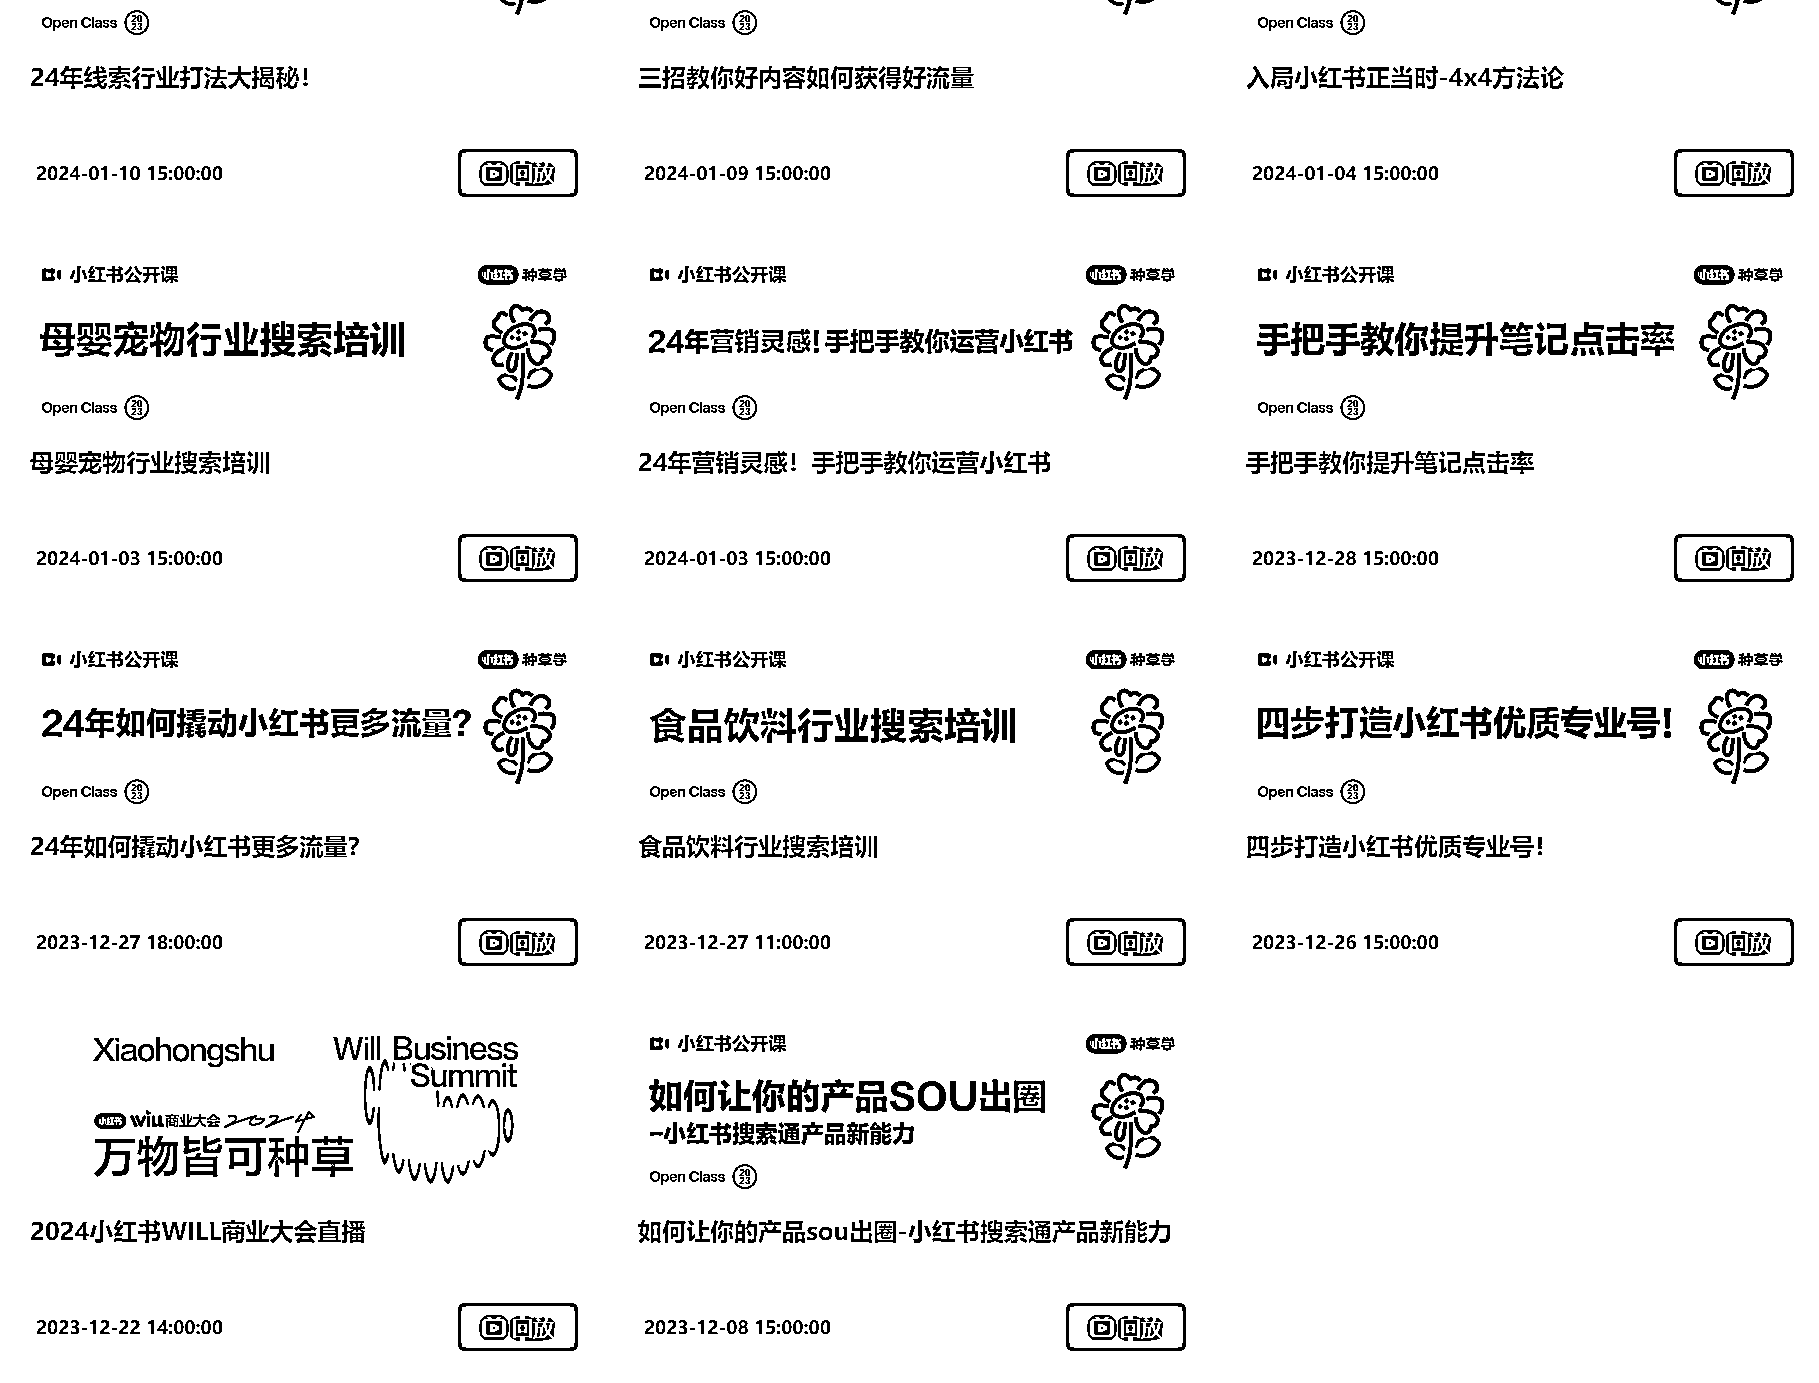 Open Class 2023
Open Class 2023
Open Class 2023
24年线索行业打法大揭秘!
三招教你好内容如何获得好流量
入局小红书正当时-4x4方法论
2024-01-10 15:00:00
回放
2024-01-09 15:00:00
回放
2024-01-04 15:00:00
回放
小红书公开课
小红书 种草学
母婴宠物行业搜索培训
Open Class 2023
母婴宠物行业搜索培训
2024-01-03 15:00:00
回放
小红书公开课
小红书 种草学
24年营销灵感!手把手教你运营小红书
Open Class 2023
24年营销灵感！手把手教你运营小红书
2024-01-03 15:00:00
回放
小红书公开课
小红书 种草学
手把手教你提升笔记点击率
Open Class 2023
手把手教你提升笔记点击率
2023-12-28 15:00:00
回放
小红书公开课
小红书 种草学
24年如何撬动小红书更多流量?
Open Class 2023
24年如何撬动小红书更多流量?
2023-12-27 18:00:00
回放
小红书公开课
小红书 种草学
食品饮料行业搜索培训
Open Class 2023
食品饮料行业搜索培训
2023-12-27 11:00:00
回放
小红书公开课
小红书 种草学
四步打造小红书优质专业号!
Open Class 2023
四步打造小红书优质专业号!
2023-12-26 15:00:00
回放
Xiaohongshu
Will Business
Summit
小红书 will商业大会 2024
万物皆可种草
2024小红书WILL商业大会直播
2023-12-22 14:00:00
回放
小红书公开课
小红书 种草学
如何让你的产品SOU出圈
–小红书搜索通产品新能力
Open Class 2023
如何让你的产品sou出圈-小红书搜索通产品新能力
2023-12-08 15:00:00
回放